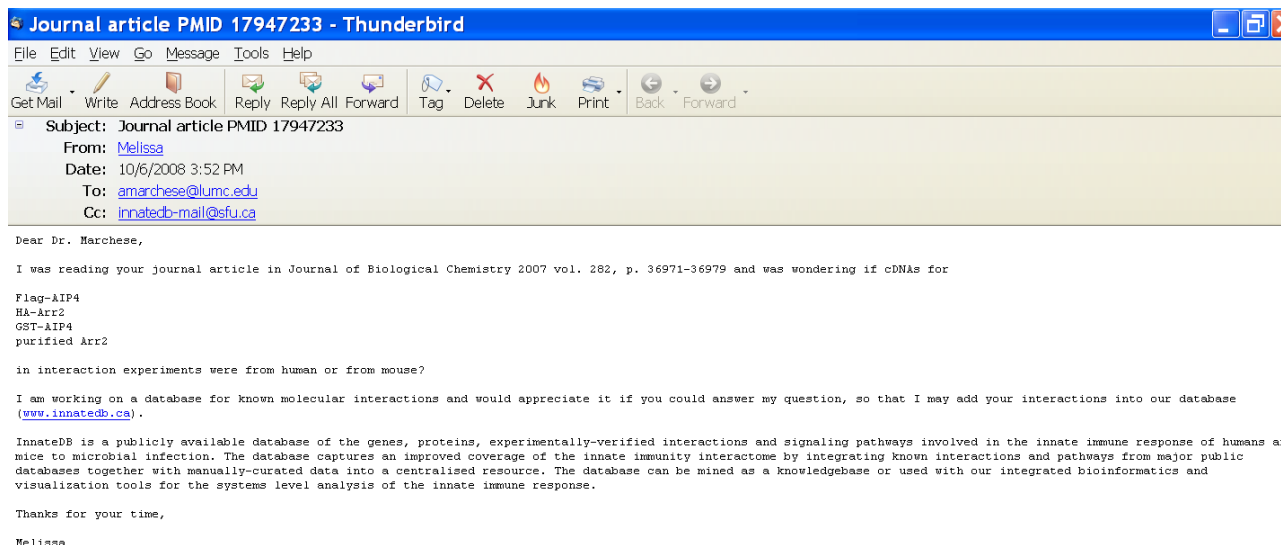 Journal article PMID 17947233 - Thunderbird
File Edit View Go Message Tools Help
Get Mail Write Address Book Reply Reply All Forward Tag Delete Junk Print Back Forward
Subject: Journal article PMID 17947233
From: Melissa
Date: 10/6/2008 3:52 PM
To: amarchese@lumc.edu
Cc: innatedb-mail@sfu.ca
Dear Dr. Marchese,
I was reading your journal article in Journal of Biological Chemistry 2007 vol. 282, p. 36971-36979 and was wondering if cDNAs for
Flag-AIP4
HA-Arr2
GST-AIP4
purified Arr2
in interaction experiments were from human or from mouse?
I am working on a database for known molecular interactions and would appreciate it if you could answer my question, so that I may add your interactions into our database
(www.innatedb.ca).
InnateDB is a publicly available database of the genes, proteins, experimentally-verified interactions and signaling pathways involved in the innate immune response of humans a
mice to microbial infection. The database captures an improved coverage of the innate immunity interactome by integrating known interactions and pathways from major public
databases together with manually-curated data into a centralised resource. The database can be mined as a knowledgebase or used with our integrated bioinformatics and
visualization tools for the systems level analysis of the innate immune response.
Thanks for your time,
Melissa